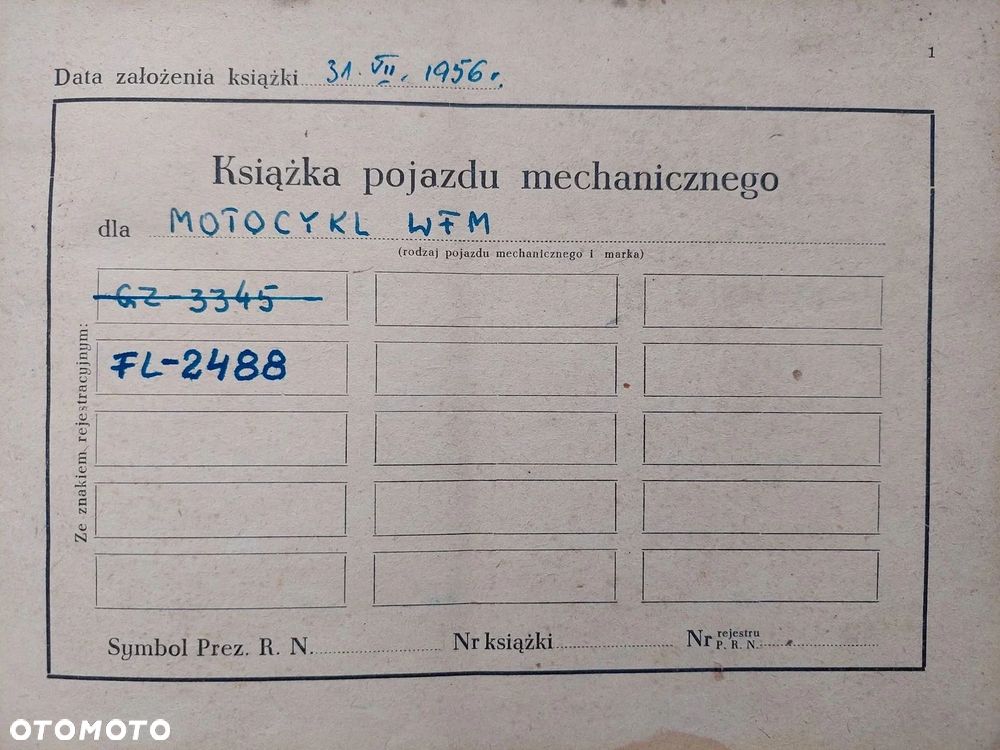 1
Data założenia książki 31. VII. 1956r.
Książka pojazdu mechanicznego
dla MOTOCYKL WFM
(rodzaj pojazdu mechanicznego i marka)
Ze znakiem rejestracyjnym:
GZ 3345
FL-2488
Symbol Prez. R. N.
Nr książki
Nr rejestru P. R. N.
OTOMOTO